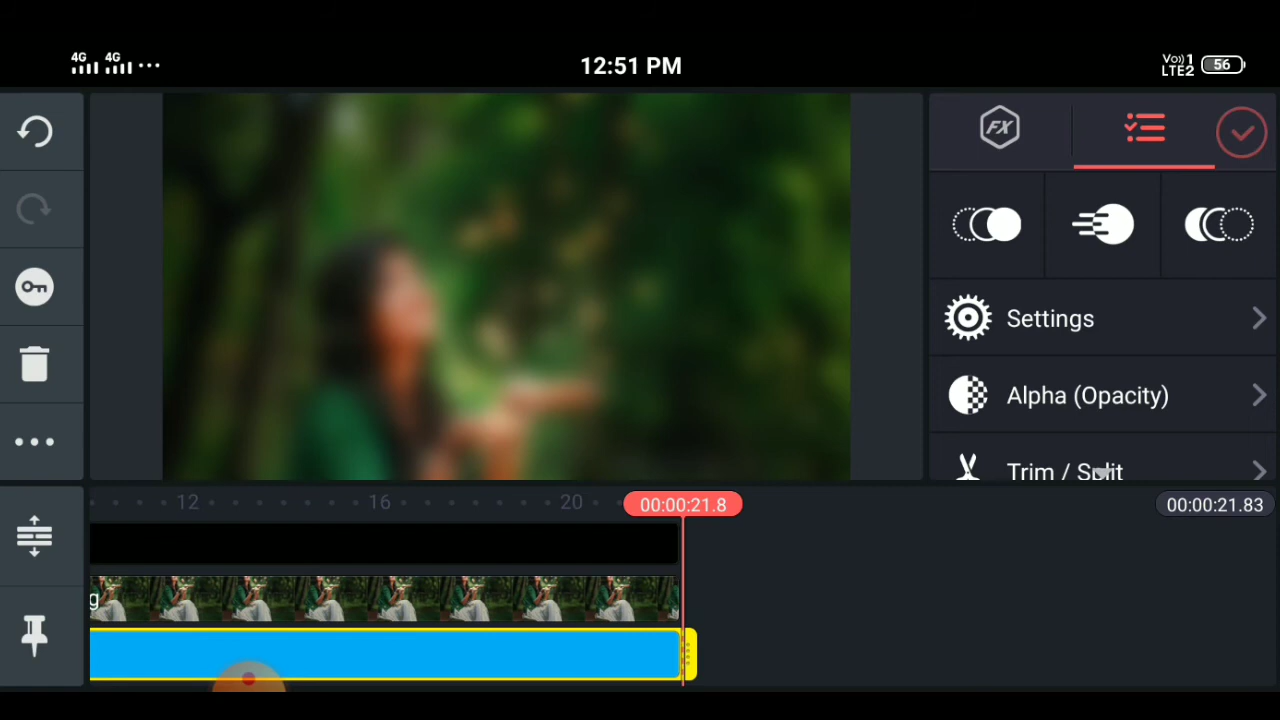 4G 4G
12:51 PM
Vo)) 1
LTE2
56
FX
Settings
Alpha (Opacity)
Trim / Split
12
16
20
00:00:21.8
00:00:21.83
g